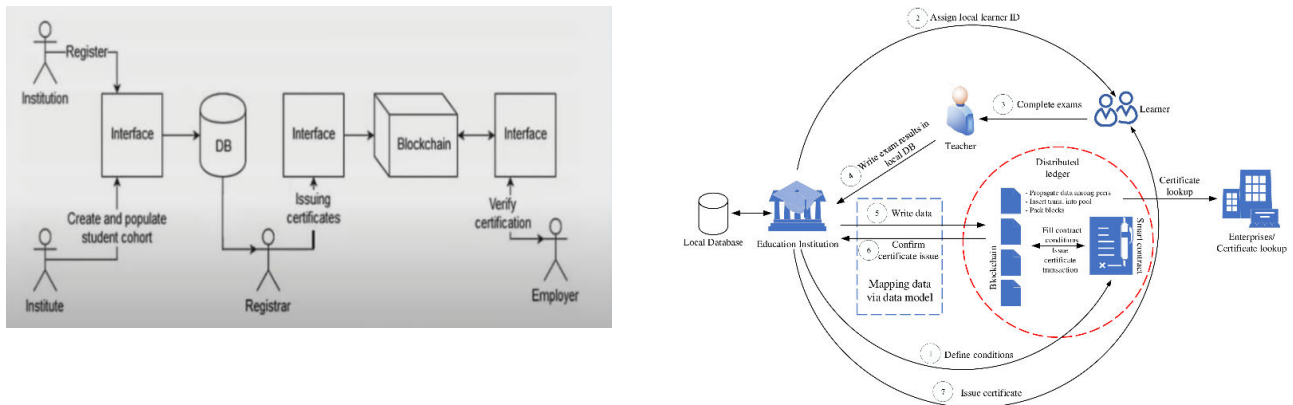 Register
Institution
Interface
DB
Interface
Blockchain
Interface
Create and populate
student cohort
Issuing
certificates
Verify
certification
Institute
Registrar
Employer
2 Assign local learner ID
3 Complete exams
Learner
Teacher
4 Write exam results in
local DB
Distributed
ledger
- Propagate data among peers
- Insert trans. into pool
- Pack blocks
Certificate
lookup
Local Database
Education Institution
5 Write data
6 Confirm
certificate issue
Mapping data
via data model
Blockchain
Fill contract
conditions
Issue
certificate
transaction
Smart contract
Enterprises/
Certificate lookup
1 Define conditions
7 Issue certificate